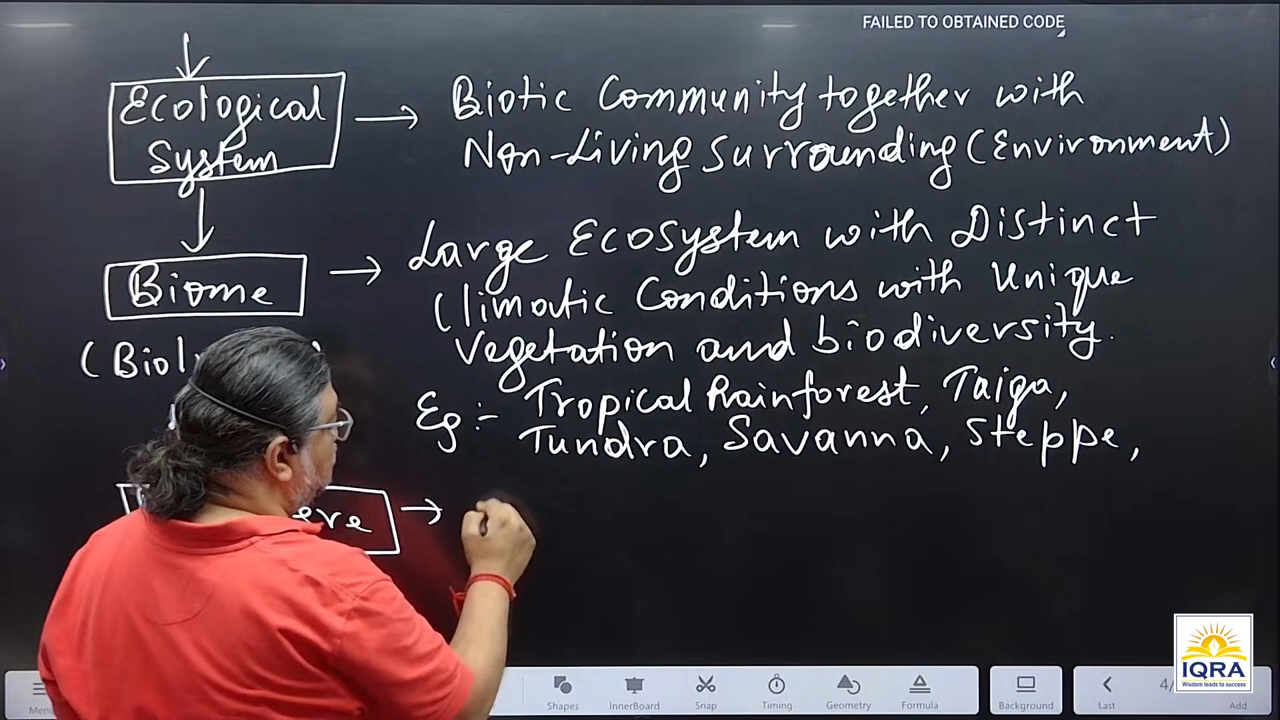 FAILED TO OBTAINED CODE
Ecological
System
Biotic Community together with
Non-Living Surrounding (Environment)
Biome
Large Ecosystem with Distinct
Climatic Conditions with Unique
Vegetation and biodiversity.
Eg :- Tropical Rainforest, Taiga,
Tundra, Savanna, Steppe,
Shapes
InnerBoard
Snap
Timing
Geometry
Formula
Background
Last
Add
IQRA
Wisdom leads to success